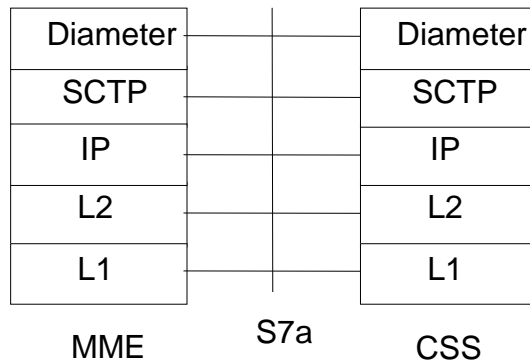 Diameter Diameter
SCTP SCTP
IP IP
L2 L2
L1 L1
MME S7a CSS